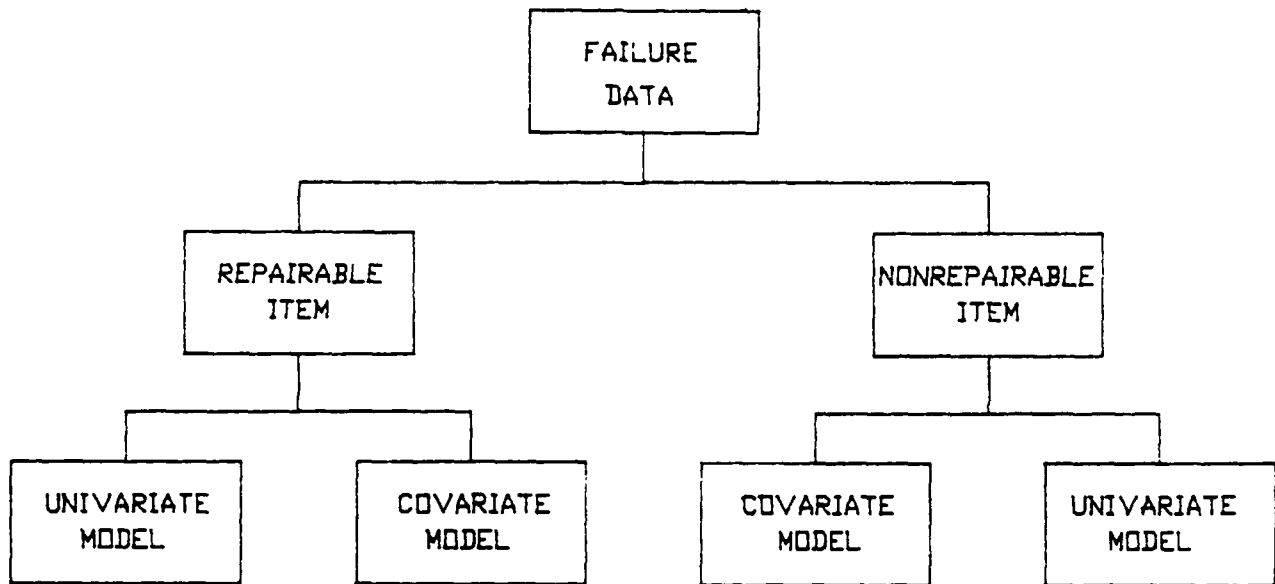 FAILURE
DATA
REPAIRABLE
ITEM
NONREPAIRABLE
ITEM
UNIVARIATE
MODEL
COVARIATE
MODEL
COVARIATE
MODEL
UNIVARIATE
MODEL